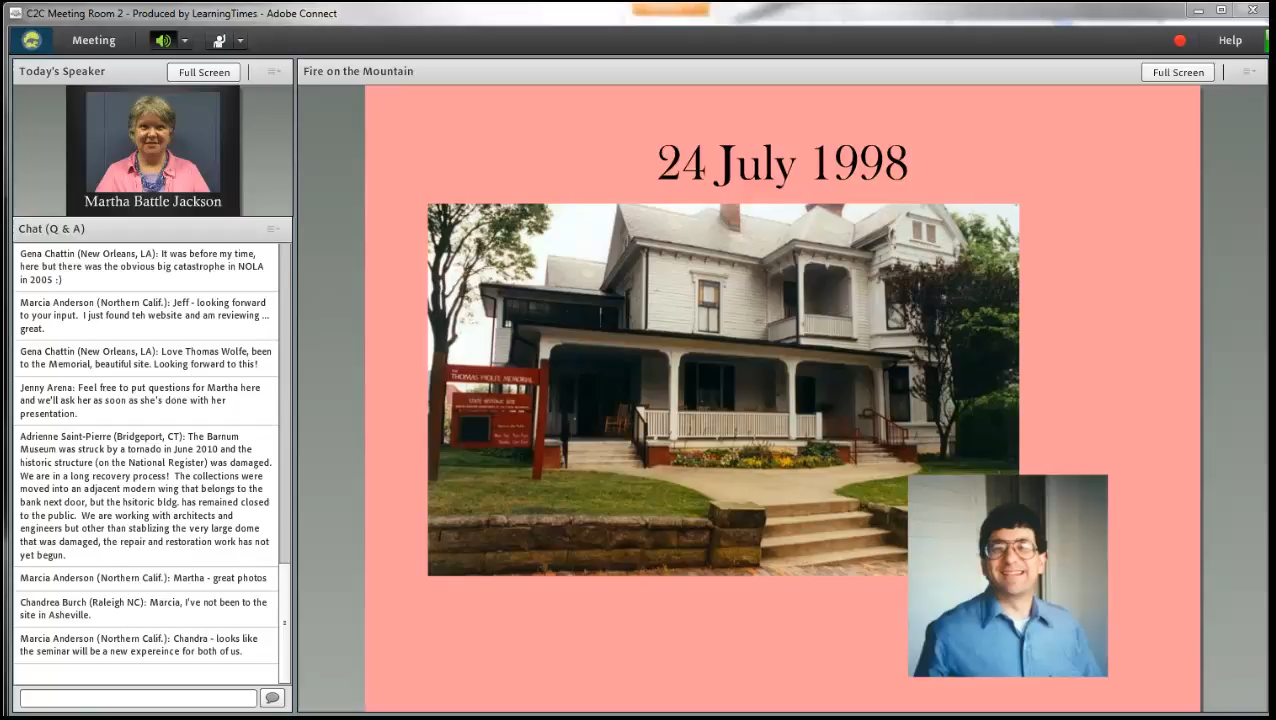 C2C Meeting Room 2 - Produced by LearningTimes - Adobe Connect
Meeting
Help
Today's Speaker
Full Screen
Martha Battle Jackson
Chat (Q & A)
Gena Chattin (New Orleans, LA): It was before my time,
here but there was the obvious big catastrophe in NOLA
in 2005 :)
Marcia Anderson (Northern Calif.): Jeff - looking forward
to your input. I just found teh website and am reviewing ...
great.
Gena Chattin (New Orleans, LA): Love Thomas Wolfe, been
to the Memorial, beautiful site. Looking forward to this!
Jenny Arena: Feel free to put questions for Martha here
and we'll ask her as soon as she's done with her
presentation.
Adrienne Saint-Pierre (Bridgeport, CT): The Barnum
Museum was struck by a tornado in June 2010 and the
historic structure (on the National Register) was damaged.
We are in a long recovery process! The collections were
moved into an adjacent modern wing that belongs to the
bank next door, but the hsitoric bldg. has remained closed
to the public. We are working with architects and
engineers but other than stablizing the very large dome
that was damaged, the repair and restoration work has not
yet begun.
Marcia Anderson (Northern Calif.): Martha - great photos
Chandrea Burch (Raleigh NC): Marcia, I've not been to the
site in Asheville.
Marcia Anderson (Northern Calif.): Chandra - looks like
the seminar will be a new expereince for both of us.
Fire on the Mountain
Full Screen
24 July 1998
THOMAS WOLFE MEMORIAL
STATE HISTORIC SITE